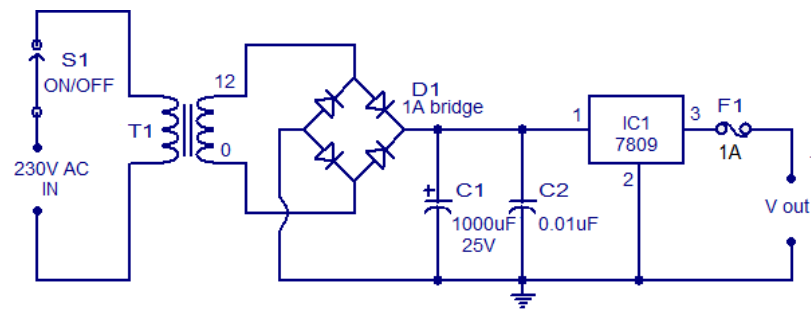 S1
ON/OFF
230V AC
IN
T1
12
0
D1
1A bridge
+
C1
1000uF
25V
C2
0.01uF
1
IC1
7809
2
3
F1
1A
V out